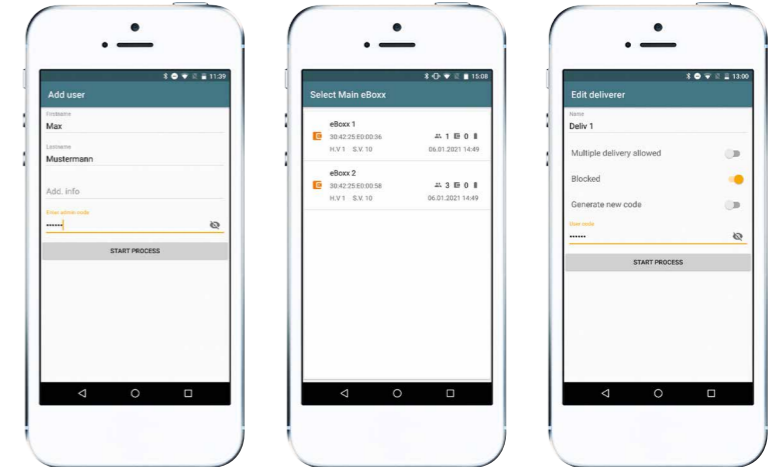 11:39
Add user
Firstname
Max
Lastname
Mustermann
Add. info
Enter admin code
••••••
START PROCESS
15:08
Select Main eBoxx
eBoxx 1
30:42:25:E0:00:36 1 0
H.V 1 S.V. 10 06.01.2021 14:49
eBoxx 2
30:42:25:E0:00:58 3 0
H.V 1 S.V. 10 06.01.2021 14:49
13:00
Edit deliverer
Name
Deliv 1
Multiple delivery allowed
Blocked
Generate new code
User code
••••••
START PROCESS